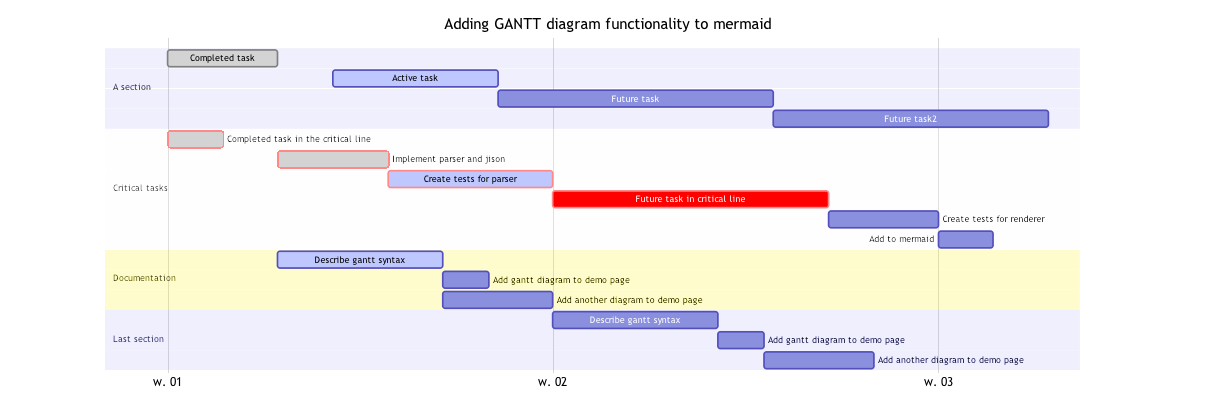 Adding GANTT diagram functionality to mermaid
Completed task
Active task
A section
Future task
Future task2
Completed task in the critical line
Implement parser and jison
Create tests for parser
Critical tasks
Future task in critical line
Create tests for renderer
Add to mermaid
Describe gantt syntax
Documentation
Add gantt diagram to demo page
Add another diagram to demo page
Describe gantt syntax
Last section
Add gantt diagram to demo page
Add another diagram to demo page
w. 01
w. 02
w. 03